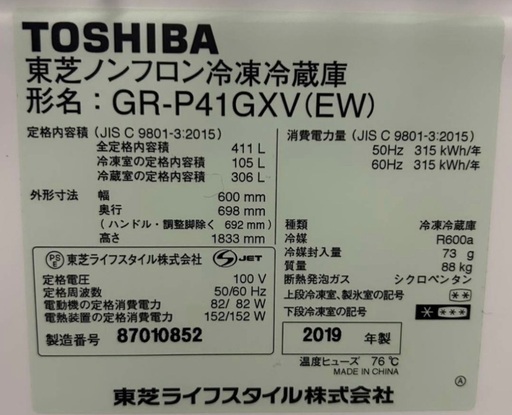 TOSHIBA
東芝ノンフロン冷凍冷蔵庫
形名：GR-P41GXV(EW)
定格内容積 (JIS C 9801-3:2015)
全定格内容積 411 L
冷凍室の定格内容積 105 L
冷蔵室の定格内容積 306 L
外形寸法 幅 600 mm
奥行 698 mm
(ハンドル・調整脚除く 692 mm)
高さ 1833 mm
消費電力量 (JIS C 9801-3:2015)
50Hz 315 kWh/年
60Hz 315 kWh/年
種類 冷凍冷蔵庫
冷媒 R600a
冷媒封入量 73 g
質量 88 kg
断熱発泡ガス シクロペンタン
上段冷凍室、製氷室の記号 **
下段冷凍室の記号 * ***
PS E 東芝ライフスタイル株式会社 S JET
定格電圧 100 V
定格周波数 50/60 Hz
電動機の定格消費電力 82/ 82 W
電熱装置の定格消費電力 152/152 W
製造番号 87010852
2019 年製
温度ヒューズ 76℃
MADE IN CHINA
東芝ライフスタイル株式会社
Ⓐ